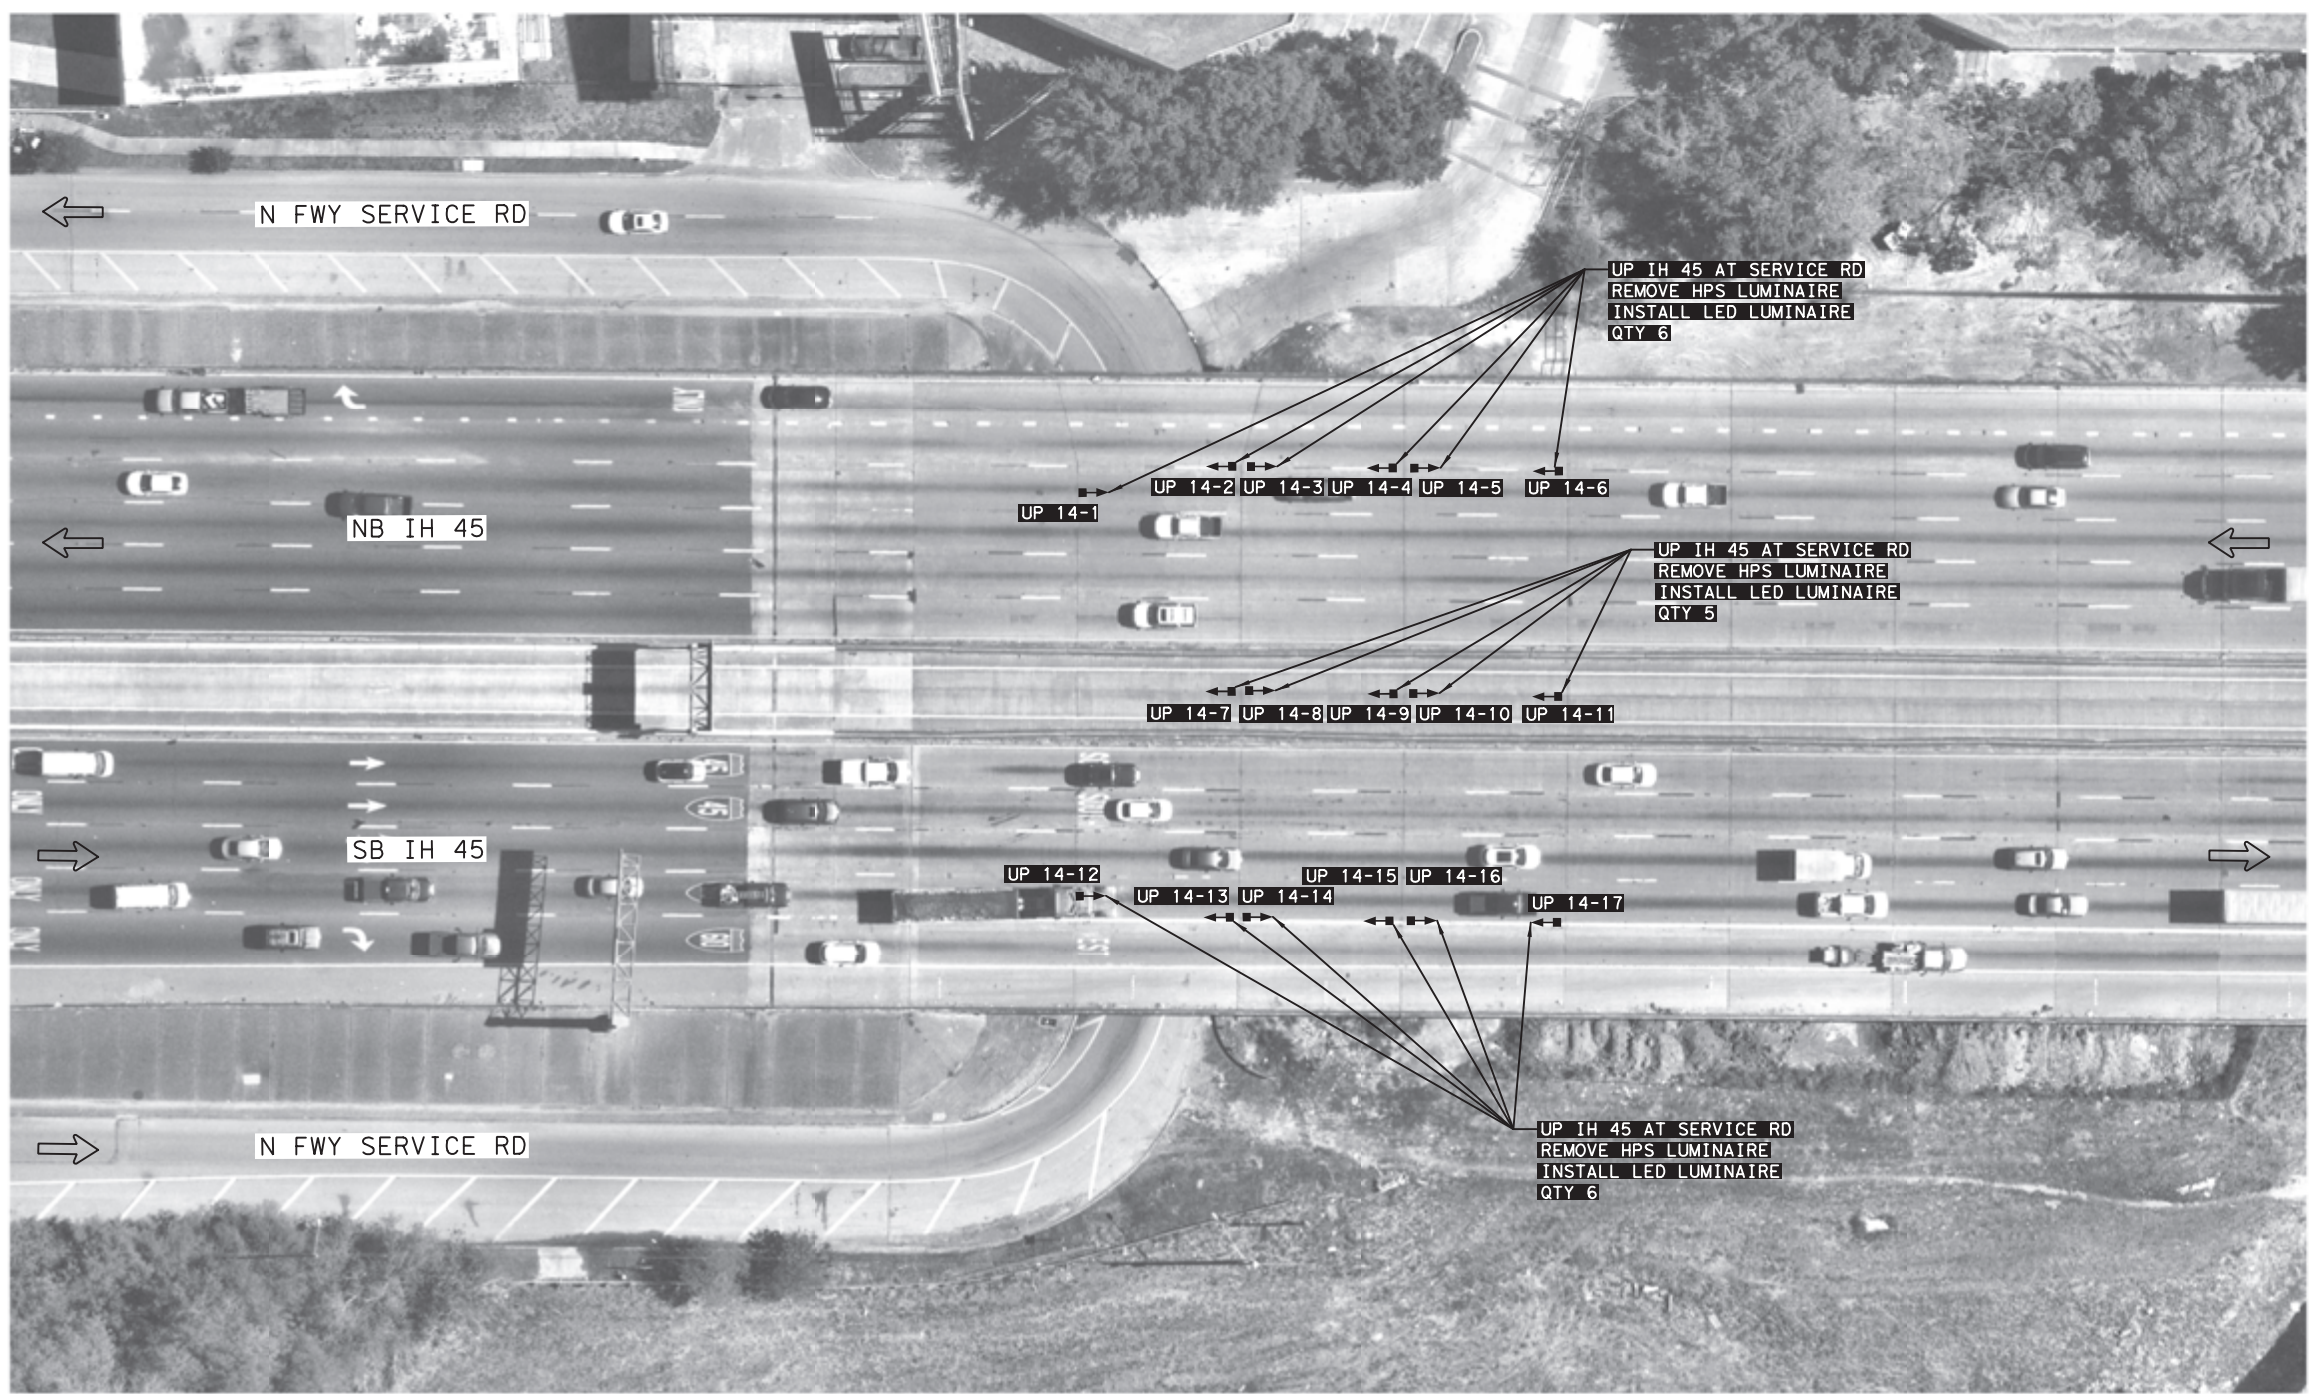 N FWY SERVICE RD
UP IH 45 AT SERVICE RD
REMOVE HPS LUMINAIRE
INSTALL LED LUMINAIRE
QTY 6
ONLY
UP 14-2
UP 14-3
UP 14-4
UP 14-5
UP 14-6
UP 14-1
NB IH 45
UP IH 45 AT SERVICE RD
REMOVE HPS LUMINAIRE
INSTALL LED LUMINAIRE
QTY 5
UP 14-7
UP 14-8
UP 14-9
UP 14-10
UP 14-11
ONLY
45
SB IH 45
UP 14-12
UP 14-15
UP 14-16
UP 14-13
UP 14-14
UP 14-17
ONLY
ONLY
N FWY SERVICE RD
UP IH 45 AT SERVICE RD
REMOVE HPS LUMINAIRE
INSTALL LED LUMINAIRE
QTY 6